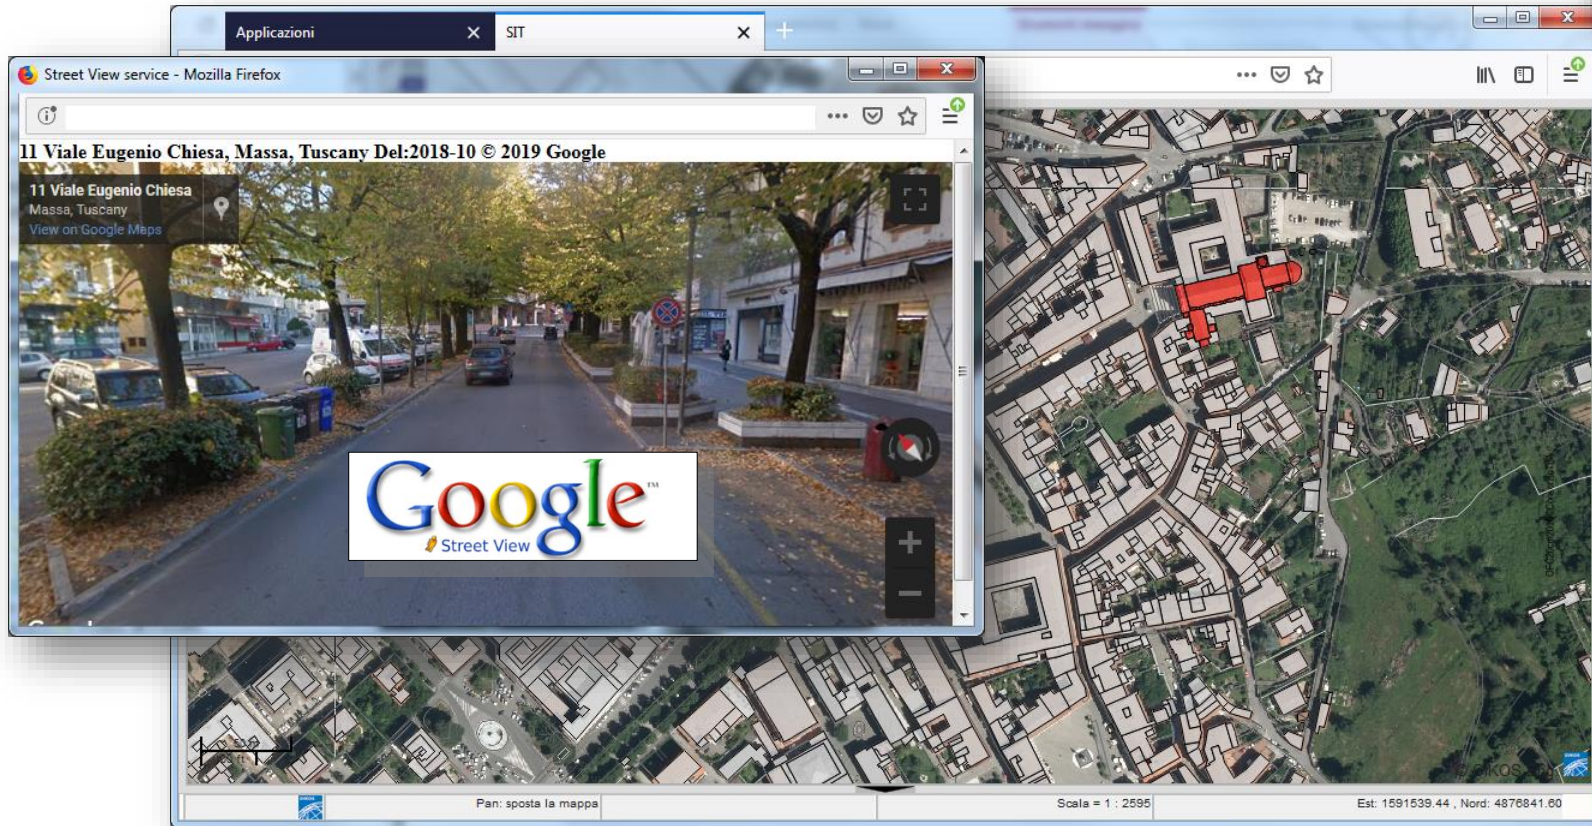 Applicazioni
SIT
Street View service - Mozilla Firefox
11 Viale Eugenio Chiesa, Massa, Tuscany Del:2018-10 © 2019 Google
11 Viale Eugenio Chiesa
Massa, Tuscany
View on Google Maps
Google™
Street View
Pan: sposta la mappa
Scala = 1 : 2595
Est: 1591539.44 , Nord: 4876841.60